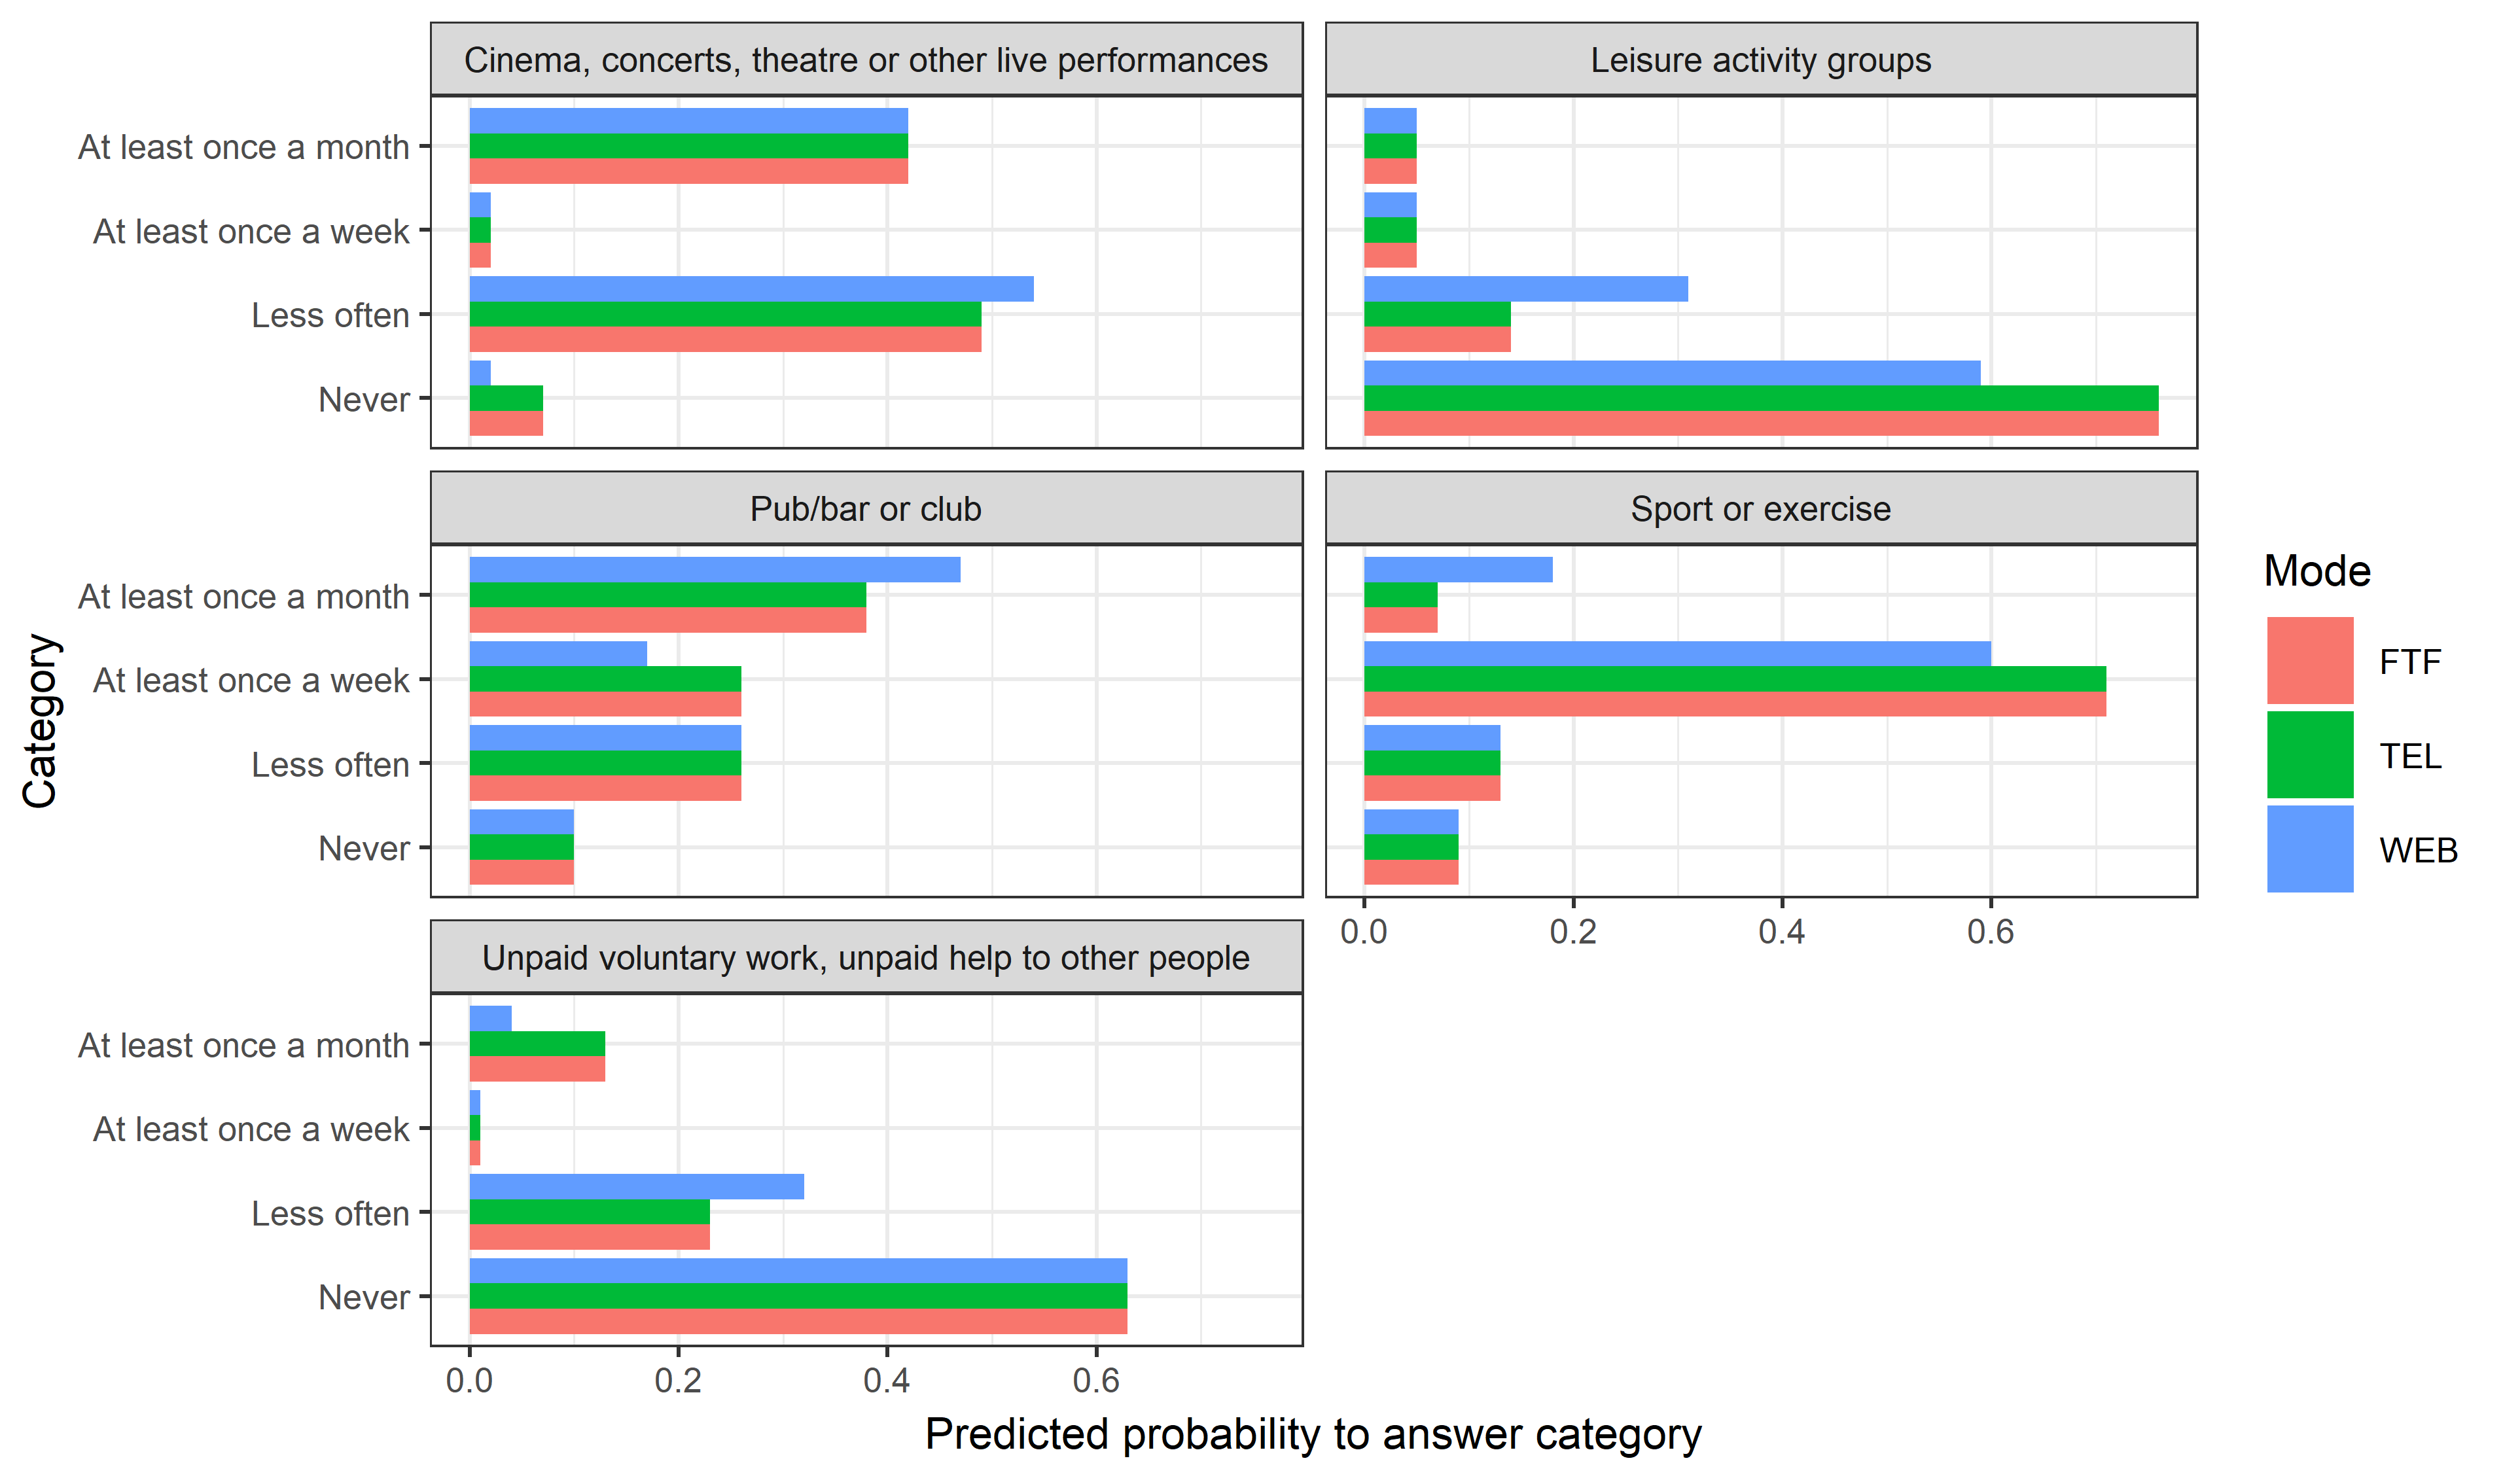 Cinema, concerts, theatre or other live performances
Leisure activity groups
At least once a month
At least once a week
Less often
Never
Pub/bar or club
Sport or exercise
At least once a month
At least once a week
Less often
Never
0.0 0.2 0.4 0.6
Unpaid voluntary work, unpaid help to other people
At least once a month
At least once a week
Less often
Never
0.0 0.2 0.4 0.6
Predicted probability to answer category
Category
Mode
FTF
TEL
WEB